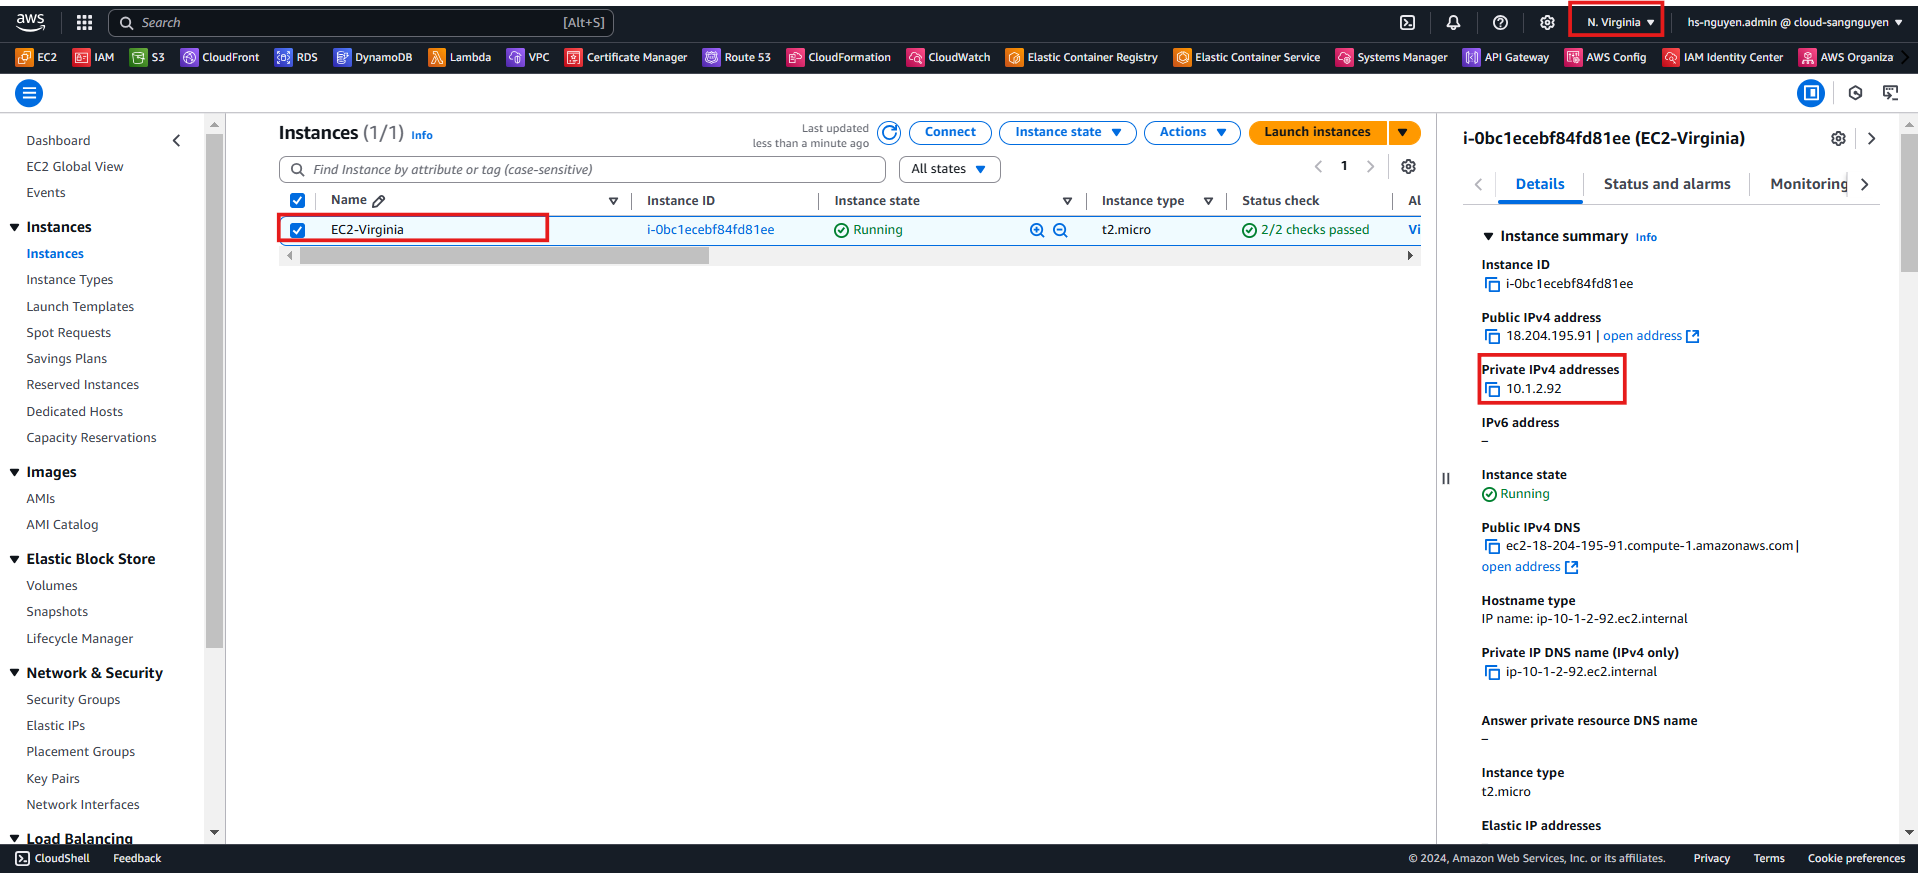 aws
Search [Alt+S]
N. Virginia ▼ hs-nguyen.admin @ cloud-sangnguyen ▼
EC2 IAM S3 CloudFront RDS DynamoDB Lambda VPC Certificate Manager Route 53 CloudFormation CloudWatch Elastic Container Registry Elastic Container Service Systems Manager API Gateway AWS Config IAM Identity Center AWS Organiza
Dashboard
EC2 Global View
Events
Instances
Instances
Instance Types
Launch Templates
Spot Requests
Savings Plans
Reserved Instances
Dedicated Hosts
Capacity Reservations
Images
AMIs
AMI Catalog
Elastic Block Store
Volumes
Snapshots
Lifecycle Manager
Network & Security
Security Groups
Elastic IPs
Placement Groups
Key Pairs
Network Interfaces
Load Balancing
Instances (1/1) Info
Last updated
less than a minute ago
Connect Instance state Actions Launch instances
Find Instance by attribute or tag (case-sensitive)
All states
1
Name Instance ID Instance state Instance type Status check Al
EC2-Virginia i-0bc1ecebf84fd81ee Running t2.micro 2/2 checks passed Vi
i-0bc1ecebf84fd81ee (EC2-Virginia)
Details Status and alarms Monitoring
Instance summary Info
Instance ID
i-0bc1ecebf84fd81ee
Public IPv4 address
18.204.195.91 | open address
Private IPv4 addresses
10.1.2.92
IPv6 address
–
Instance state
Running
Public IPv4 DNS
ec2-18-204-195-91.compute-1.amazonaws.com |
open address
Hostname type
IP name: ip-10-1-2-92.ec2.internal
Private IP DNS name (IPv4 only)
ip-10-1-2-92.ec2.internal
Answer private resource DNS name
–
Instance type
t2.micro
Elastic IP addresses
CloudShell Feedback
© 2024, Amazon Web Services, Inc. or its affiliates. Privacy Terms Cookie preferences